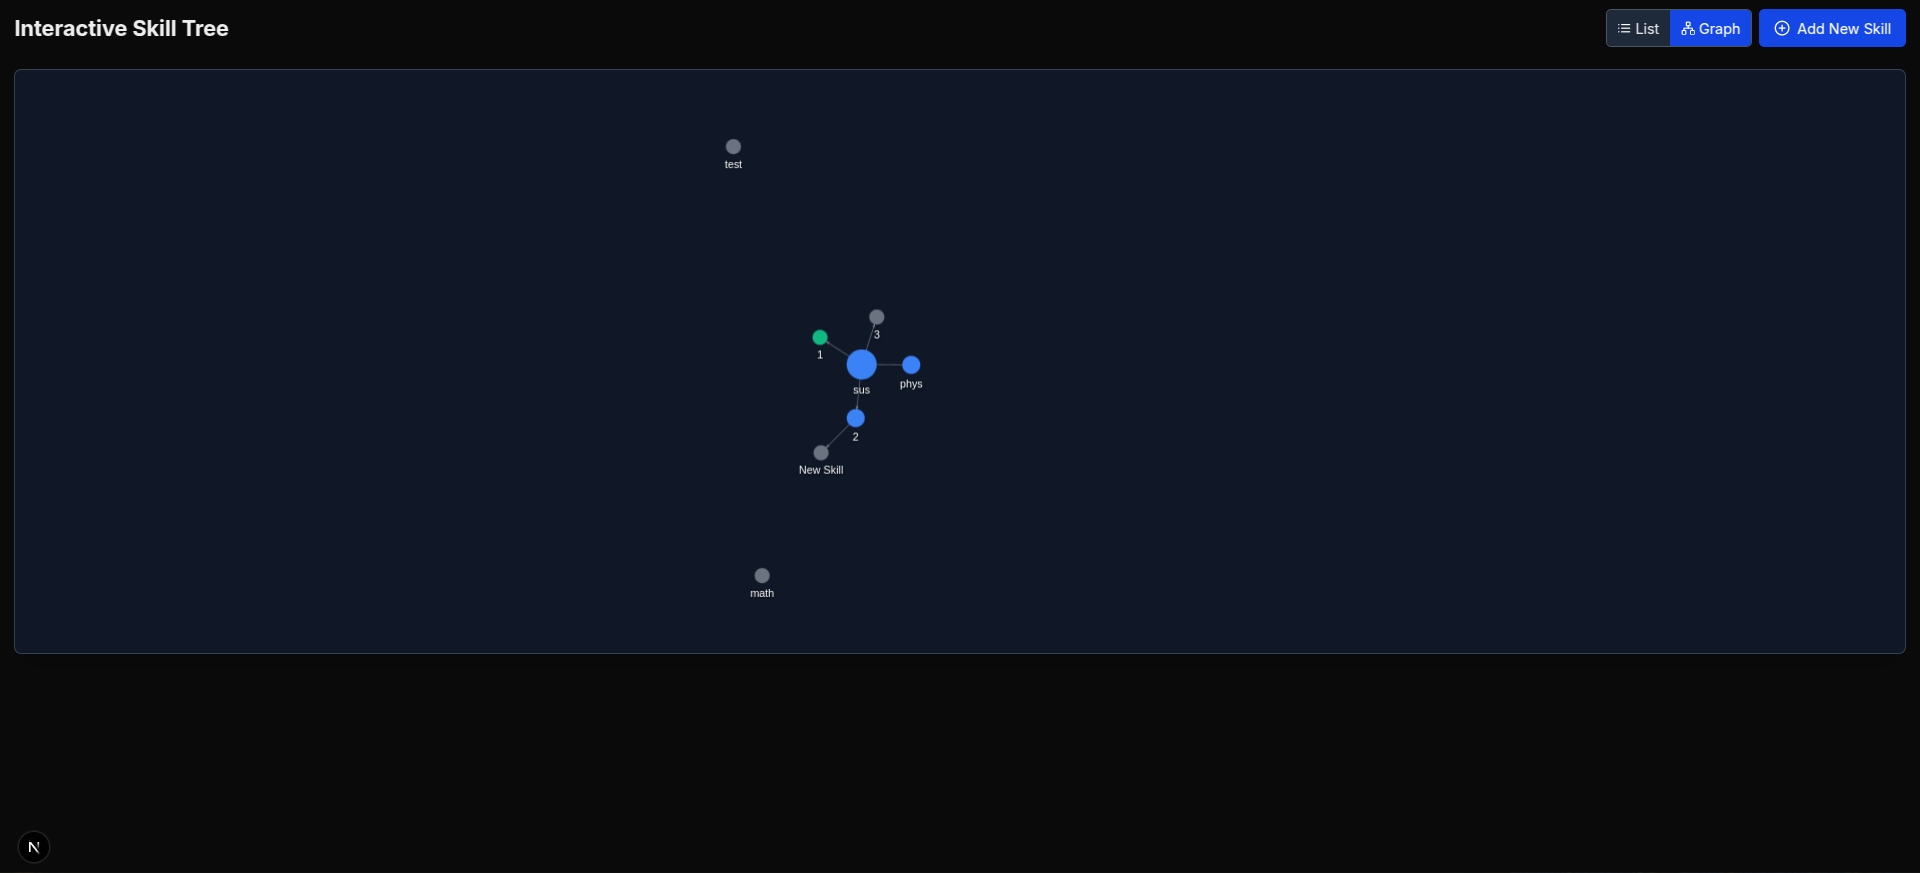 Interactive Skill Tree
List
Graph
Add New Skill
test
3
1
sus
phys
2
New Skill
math
N